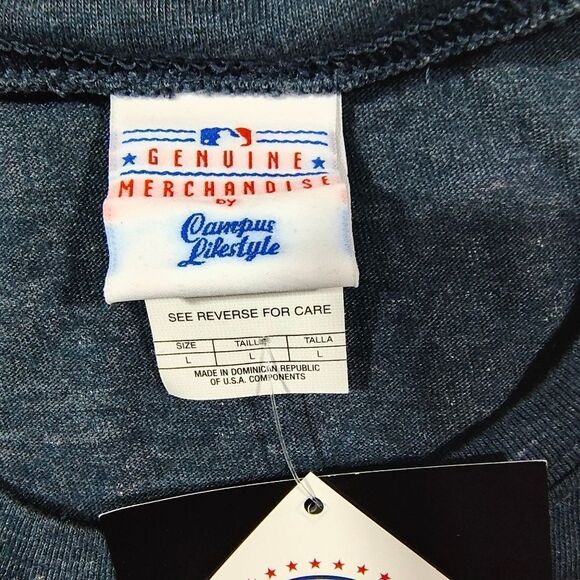 GENUINE
MERCHANDISE
BY
Campus
Lifestyle
SEE REVERSE FOR CARE
SIZE TAILLE TALLA
L L L
MADE IN DOMINICAN REPUBLIC
OF U.S.A. COMPONENTS